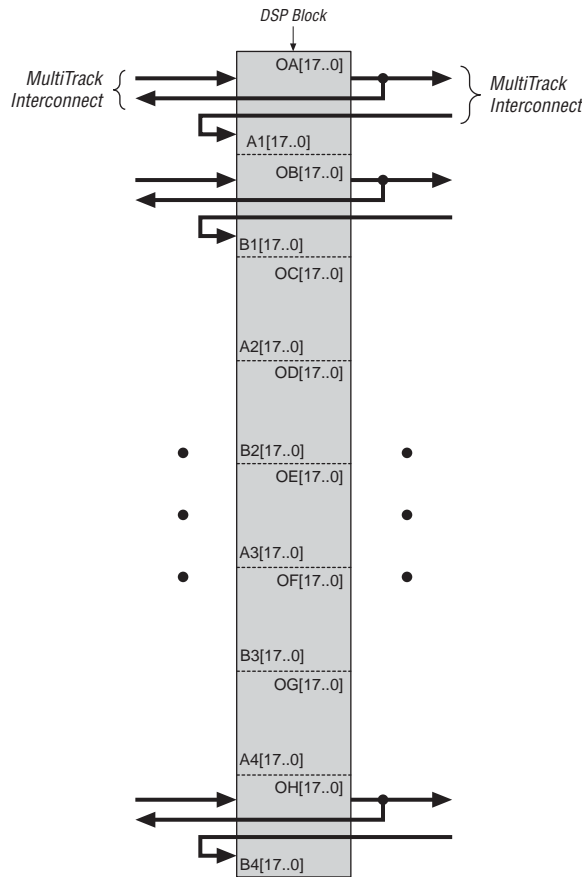 DSP Block
MultiTrack
Interconnect
OA[17..0]
MultiTrack
Interconnect
A1[17..0]
OB[17..0]
B1[17..0]
OC[17..0]
A2[17..0]
OD[17..0]
B2[17..0]
OE[17..0]
A3[17..0]
OF[17..0]
B3[17..0]
OG[17..0]
A4[17..0]
OH[17..0]
B4[17..0]